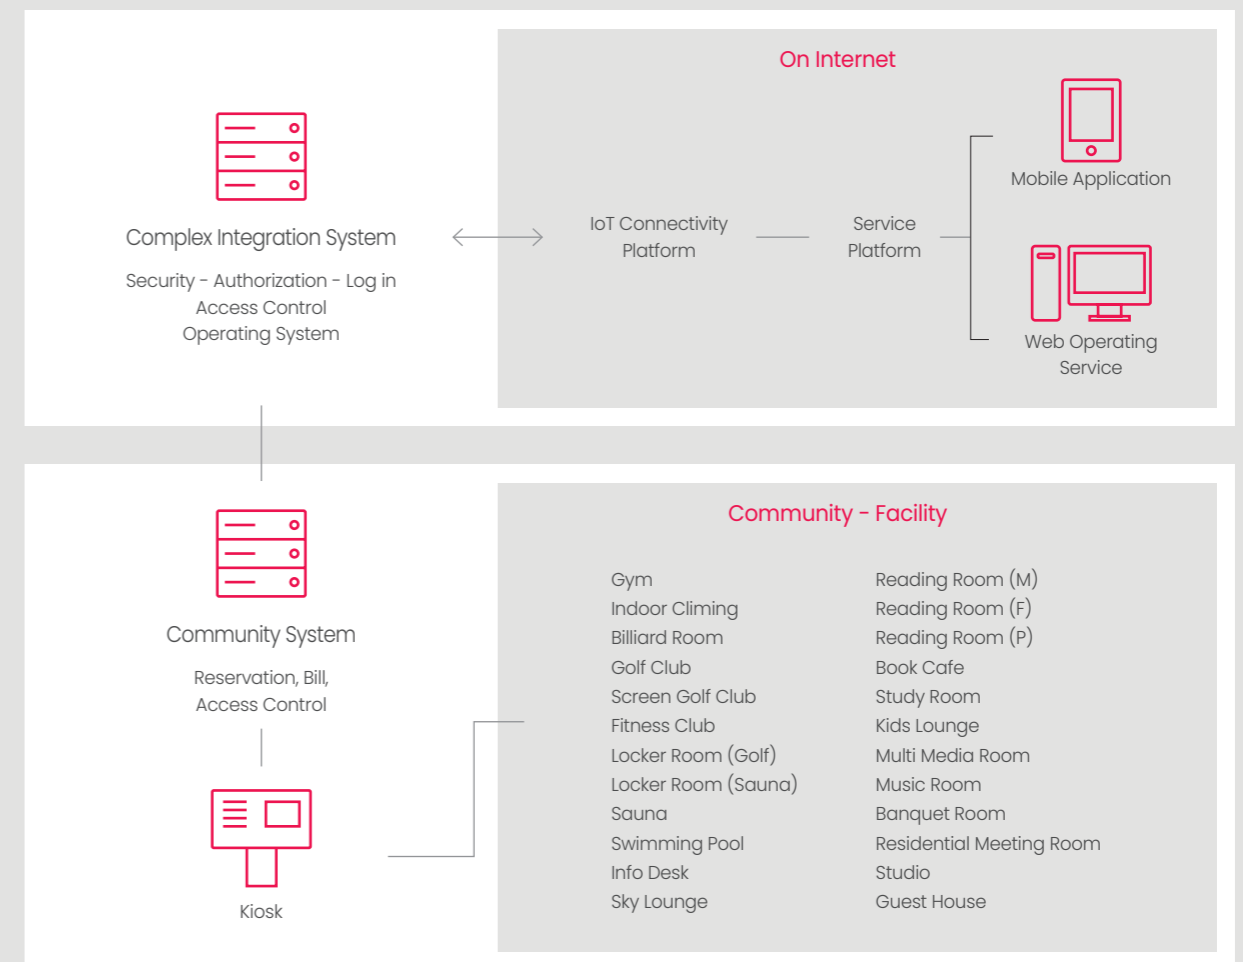 On Internet
Mobile Application
Complex Integration System
Security - Authorization - Log in
Access Control
Operating System
IoT Connectivity
Platform
Service
Platform
Web Operating
Service
Community System
Reservation, Bill,
Access Control
Kiosk
Community - Facility
Gym
Indoor Climing
Billiard Room
Golf Club
Screen Golf Club
Fitness Club
Locker Room (Golf)
Locker Room (Sauna)
Sauna
Swimming Pool
Info Desk
Sky Lounge
Reading Room (M)
Reading Room (F)
Reading Room (P)
Book Cafe
Study Room
Kids Lounge
Multi Media Room
Music Room
Banquet Room
Residential Meeting Room
Studio
Guest House